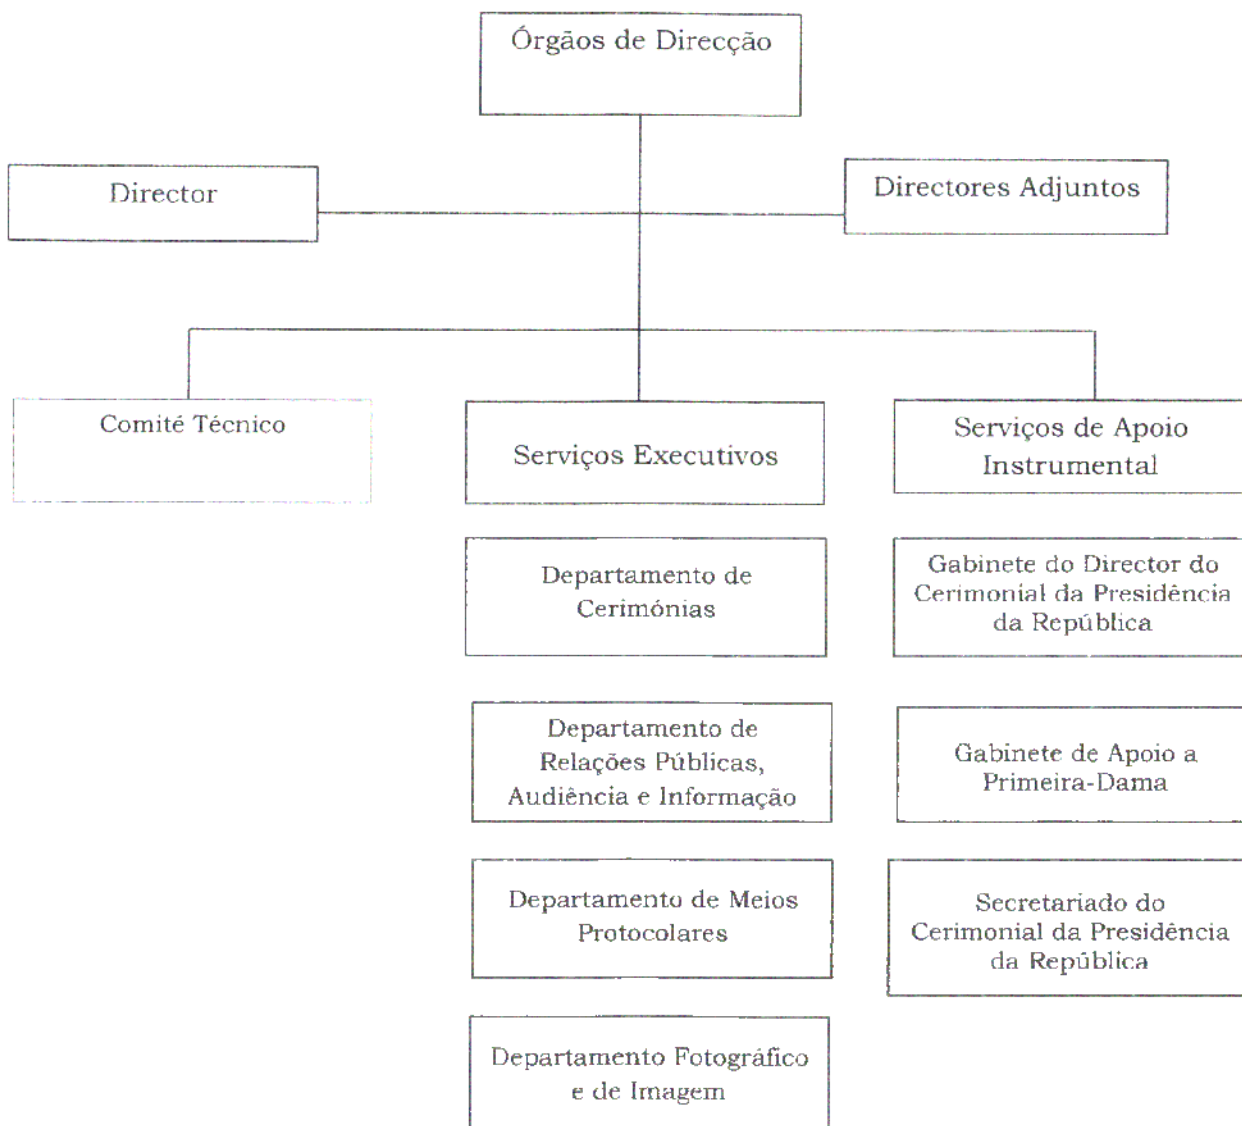 Órgãos de Direcção
Director
Directores Adjuntos
Comité Técnico
Serviços Executivos
Serviços de Apoio
Instrumental
Departamento de
Cerimónias
Gabinete do Director do
Cerimonial da Presidência
da República
Departamento de
Relações Públicas,
Audiência e Informação
Gabinete de Apoio a
Primeira-Dama
Departamento de Meios
Protocolares
Secretariado do
Cerimonial da Presidência
da República
Departamento Fotográfico
e de Imagem